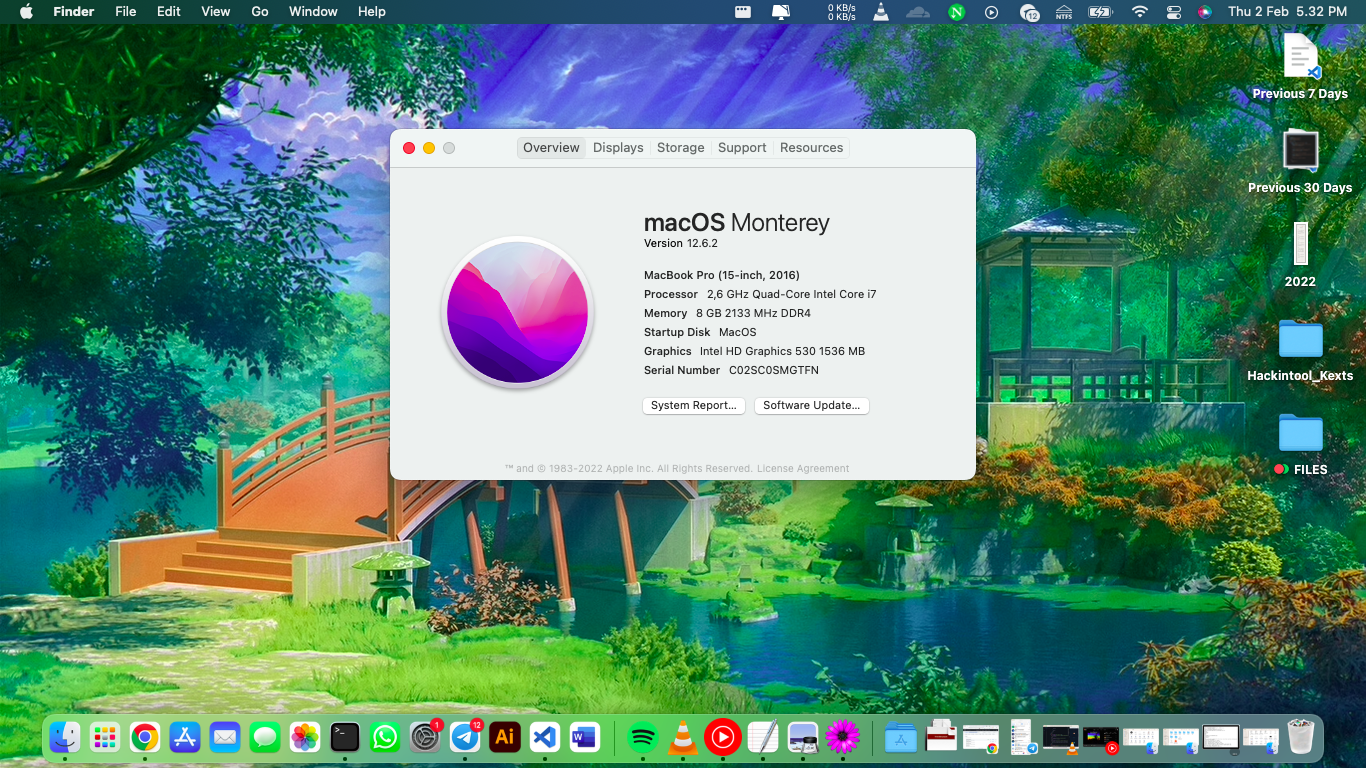 Finder File Edit View Go Window Help
0 KB/s
0 KB/s
N
12
NTFS
Thu 2 Feb 5.32 PM
Previous 7 Days
Previous 30 Days
2022
Hackintool_Kexts
FILES
Overview Displays Storage Support Resources
macOS Monterey
Version 12.6.2
MacBook Pro (15-inch, 2016)
Processor 2,6 GHz Quad-Core Intel Core i7
Memory 8 GB 2133 MHz DDR4
Startup Disk MacOS
Graphics Intel HD Graphics 530 1536 MB
Serial Number C02SC0SMGTFN
System Report... Software Update...
™ and © 1983-2022 Apple Inc. All Rights Reserved. License Agreement
1
12
Ai
W